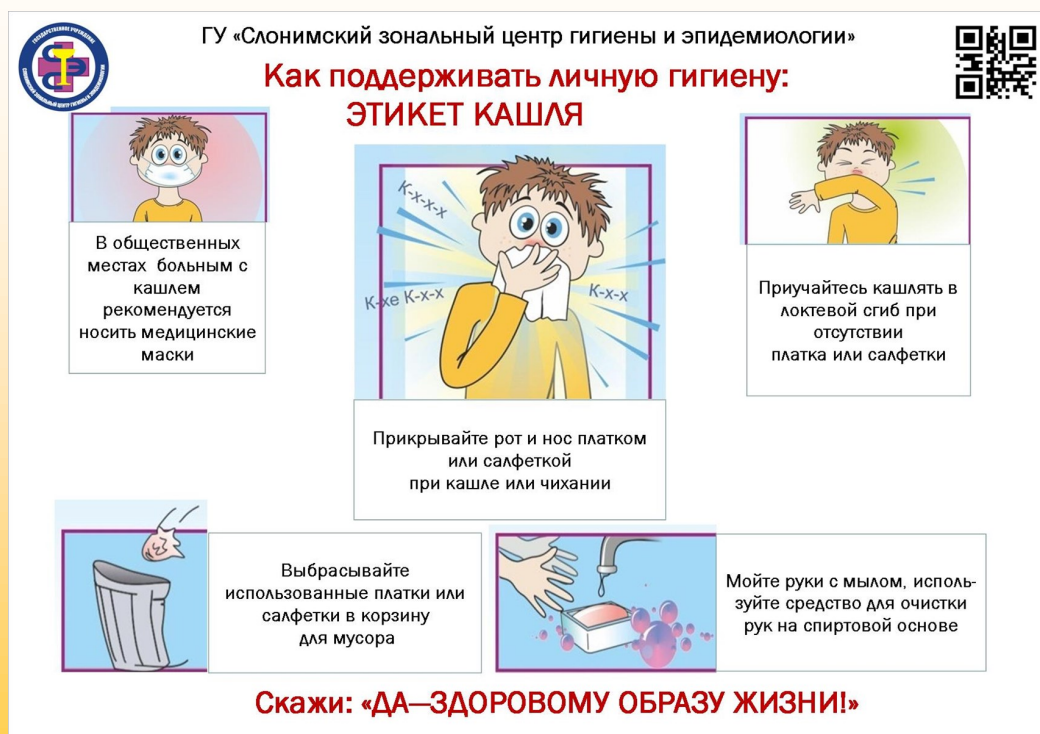 ГУ «Слонимский зональный центр гигиены и эпидемиологии»
Как поддерживать личную гигиену:
ЭТИКЕТ КАШЛЯ
В общественных
местах больным с
кашлем
рекомендуется
носить медицинские
маски
К-х-х-х
К-хе К-х-х
К-х-х
Прикрывайте рот и нос платком
или салфеткой
при кашле или чихании
Приучайтесь кашлять в
локтевой сгиб при
отсутствии
платка или салфетки
Выбрасывайте
использованные платки или
салфетки в корзину
для мусора
Мойте руки с мылом, исполь-
зуйте средство для очистки
рук на спиртовой основе
Скажи: «ДА—ЗДОРОВОМУ ОБРАЗУ ЖИЗНИ!»